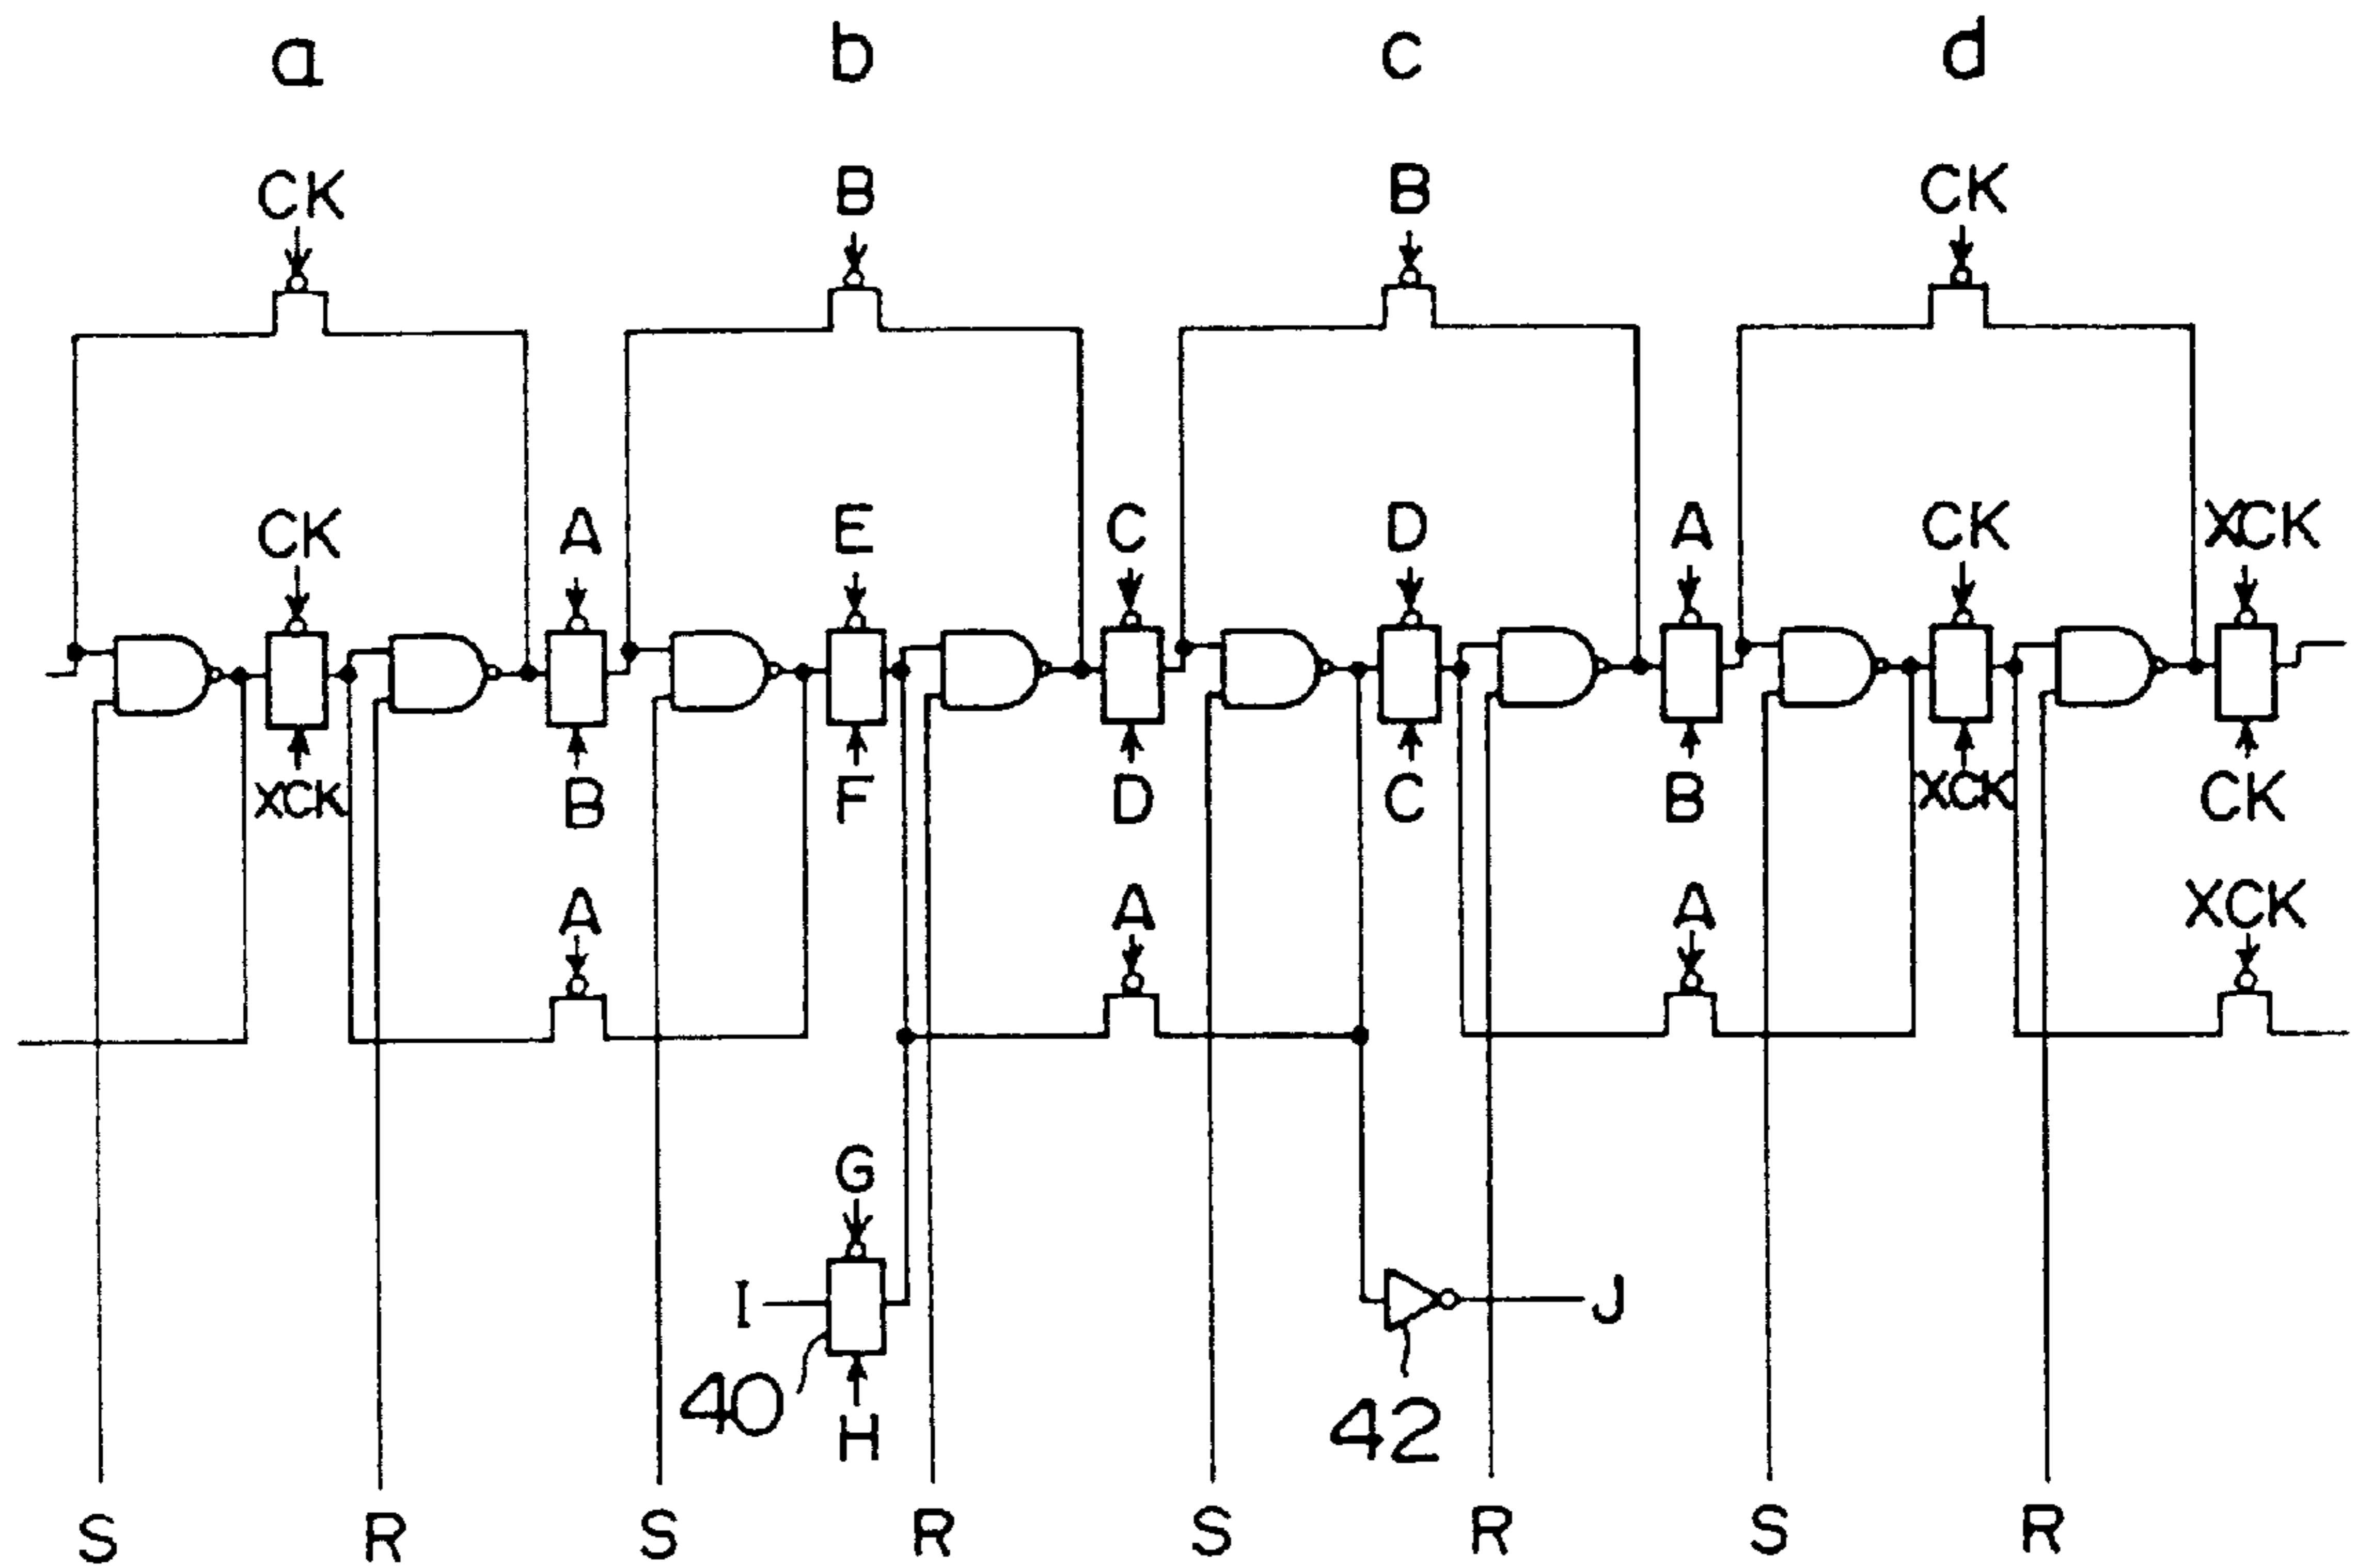 a b c d
CK B B CK
CK A E C D A CK XCK
XCK B F D C B XCK CK
A A A XCK
G
I J
40 H 42
S R S R S R S R